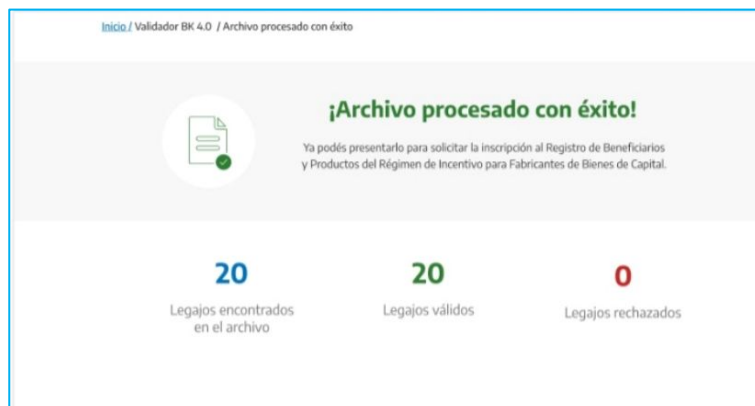 Inicio / Validador BK 4.0 / Archivo procesado con éxito
¡Archivo procesado con éxito!
Ya podés presentarlo para solicitar la inscripción al Registro de Beneficiarios
y Productos del Régimen de Incentivo para Fabricantes de Bienes de Capital.
20
Legajos encontrados
en el archivo
20
Legajos válidos
0
Legajos rechazados